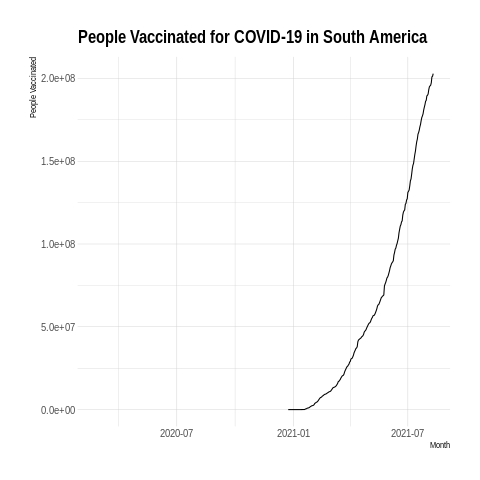 People Vaccinated for COVID-19 in South America
People Vaccinated
2.0e+08
1.5e+08
1.0e+08
5.0e+07
0.0e+00
2020-07
2021-01
2021-07
Month